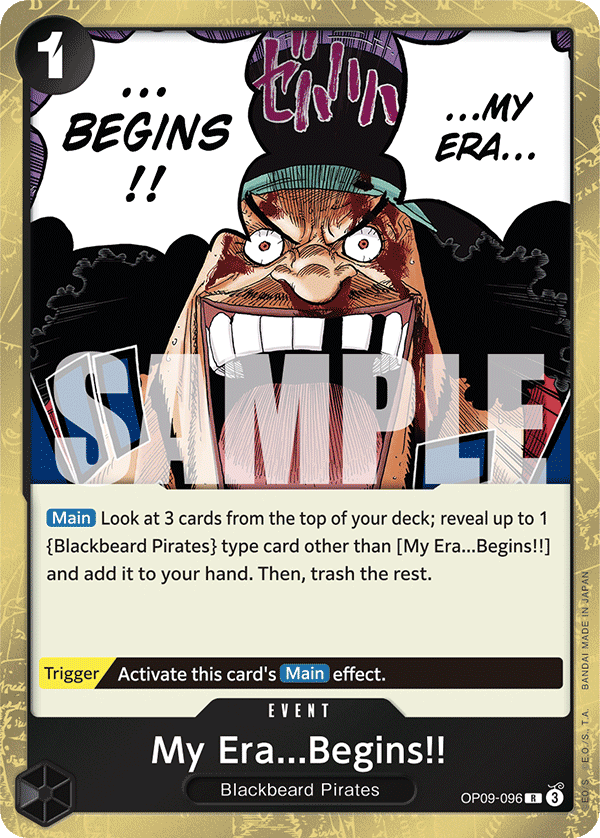 1
...
BEGINS
!!
...MY
ERA...
ゼハハハ
SAMPLE
Main Look at 3 cards from the top of your deck; reveal up to 1
{Blackbeard Pirates} type card other than [My Era...Begins!!]
and add it to your hand. Then, trash the rest.
Trigger Activate this card's Main effect.
EVENT
My Era...Begins!!
Blackbeard Pirates
OP09-096 R 3
BANDAI MADE IN JAPAN